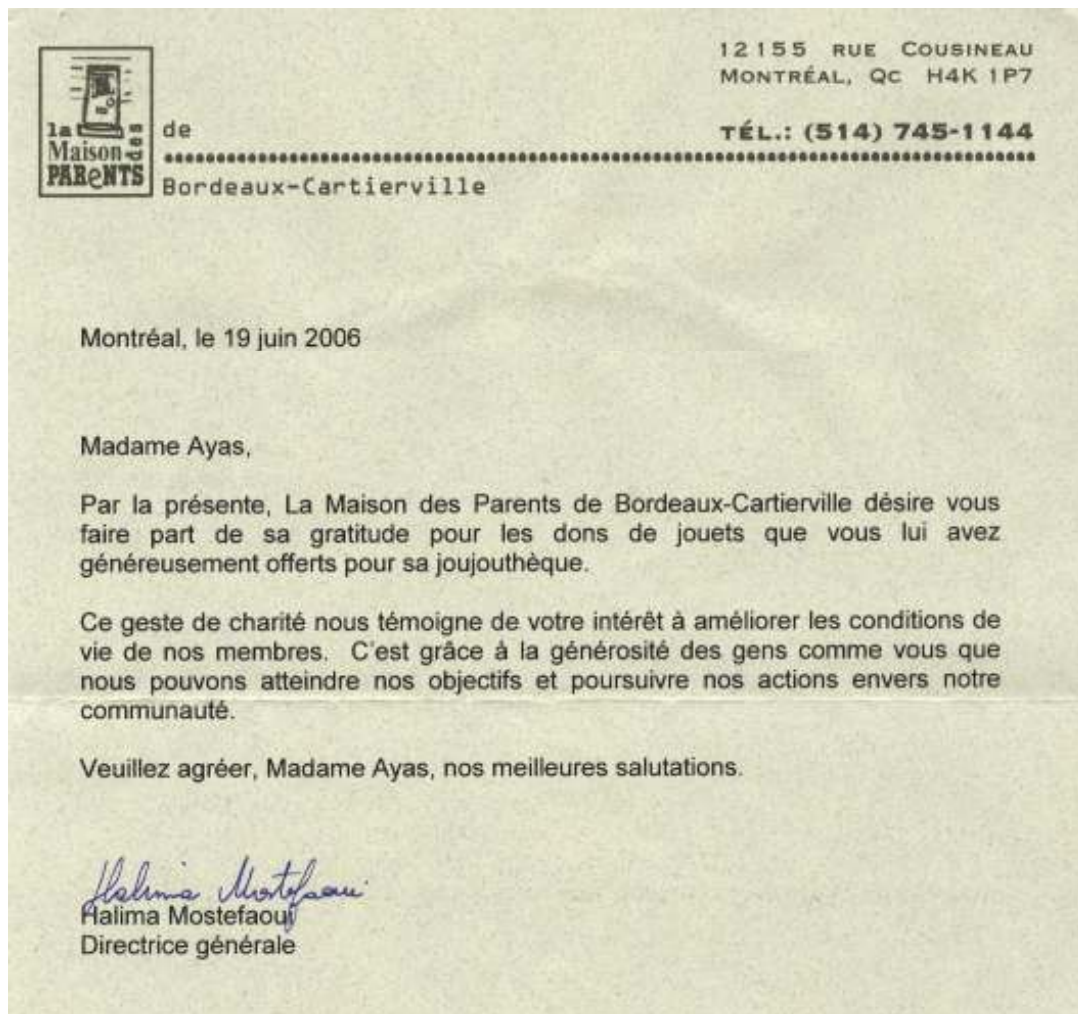 12155 RUE COUSINEAU
MONTRÉAL, QC H4K 1P7
TÉL.: (514) 745-1144
la Maison des PAReNTS
de
Bordeaux-Cartierville
Montréal, le 19 juin 2006
Madame Ayas,
Par la présente, La Maison des Parents de Bordeaux-Cartierville désire vous
faire part de sa gratitude pour les dons de jouets que vous lui avez
généreusement offerts pour sa joujouthèque.
Ce geste de charité nous témoigne de votre intérêt à améliorer les conditions de
vie de nos membres. C'est grâce à la générosité des gens comme vous que
nous pouvons atteindre nos objectifs et poursuivre nos actions envers notre
communauté.
Veuillez agréer, Madame Ayas, nos meilleures salutations.
Halima Mostefaoui
Halima Mostefaoui
Directrice générale